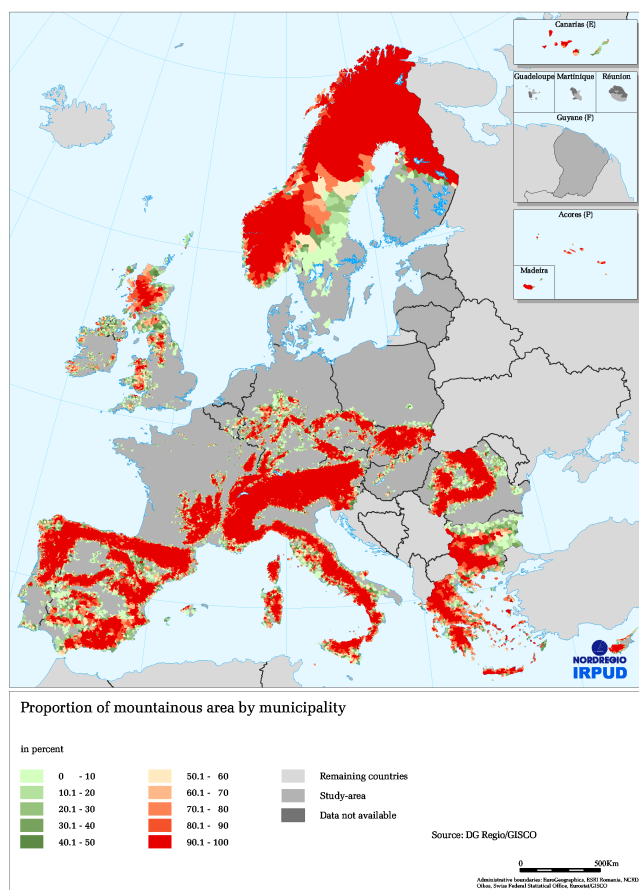 Canarias (E)
Guadeloupe Martinique Réunion
Guyane (F)
Acores (P)
Madeira
NORDREGIO
IRPUD
Proportion of mountainous area by municipality
in percent
0 - 10
10.1 - 20
20.1 - 30
30.1 - 40
40.1 - 50
50.1 - 60
60.1 - 70
70.1 - 80
80.1 - 90
90.1 - 100
Remaining countries
Study-area
Data not available
Source: DG Regio/GISCO
0 500Km
Administrative boundaries: EuroGeographics, ESRI Romania, NCRD
Oikos, Swiss Federal Statistical Office, Eurostat/GISCO